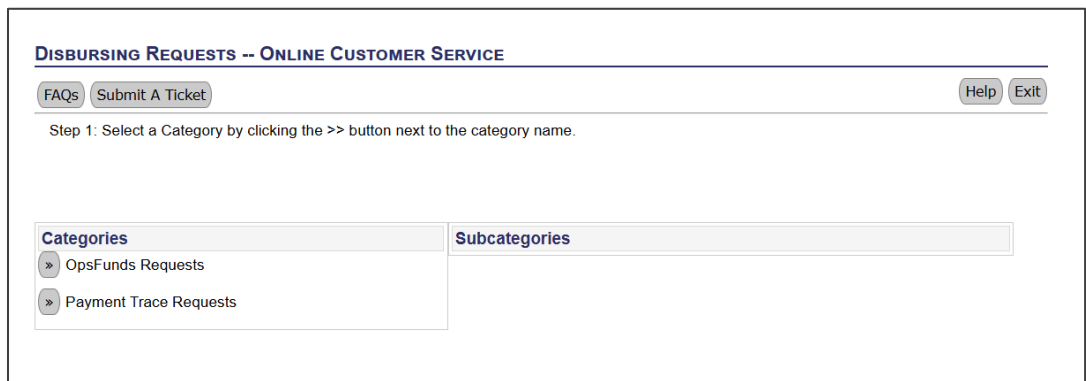 Disbursing Requests -- Online Customer Service
FAQs Submit A Ticket Help Exit
Step 1: Select a Category by clicking the >> button next to the category name.
Categories Subcategories
» OpsFunds Requests
» Payment Trace Requests